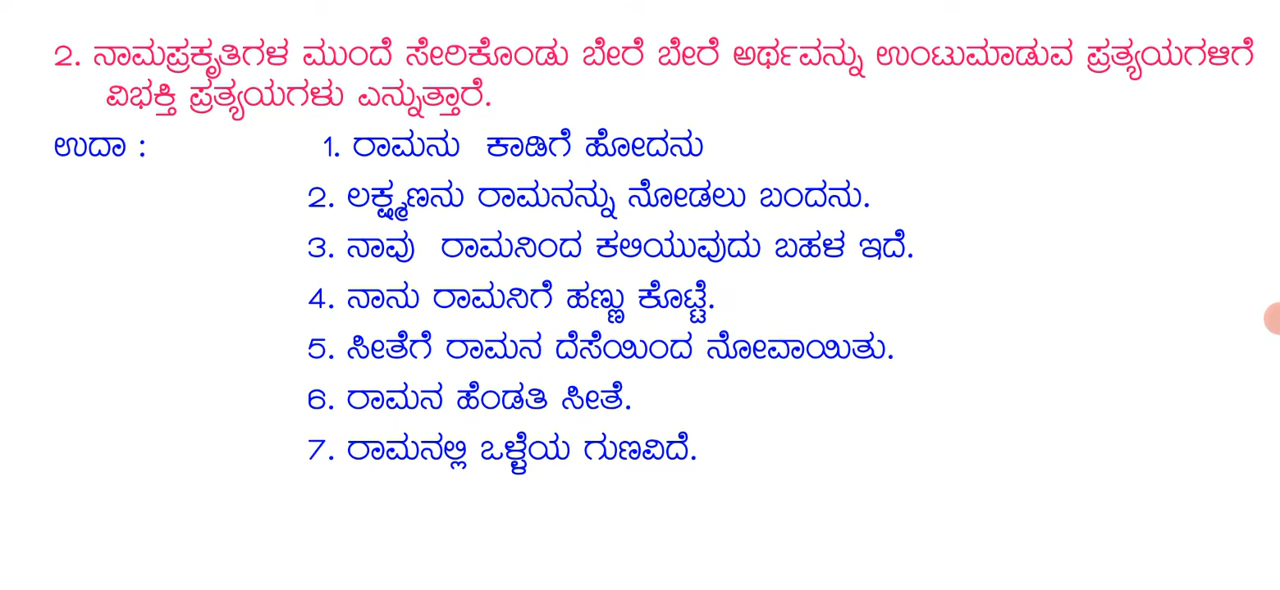 2. ನಾಮಪ್ರಕೃತಿಗಳ ಮುಂದೆ ಸೇರಿಕೊಂಡು ಬೇರೆ ಬೇರೆ ಅರ್ಥವನ್ನು ಉಂಟುಮಾಡುವ ಪ್ರತ್ಯಯಗಳಿಗೆ
ವಿಭಕ್ತಿ ಪ್ರತ್ಯಯಗಳು ಎನ್ನುತ್ತಾರೆ.
ಉದಾ : 1. ರಾಮನು ಕಾಡಿಗೆ ಹೋದನು
2. ಲಕ್ಷ್ಮಣನು ರಾಮನನ್ನು ನೋಡಲು ಬಂದನು.
3. ನಾವು ರಾಮನಿಂದ ಕಲಿಯುವುದು ಬಹಳ ಇದೆ.
4. ನಾನು ರಾಮನಿಗೆ ಹಣ್ಣು ಕೊಟ್ಟೆ.
5. ಸೀತೆಗೆ ರಾಮನ ದೆಸೆಯಿಂದ ನೋವಾಯಿತು.
6. ರಾಮನ ಹೆಂಡತಿ ಸೀತೆ.
7. ರಾಮನಲ್ಲಿ ಒಳ್ಳೆಯ ಗುಣವಿದೆ.